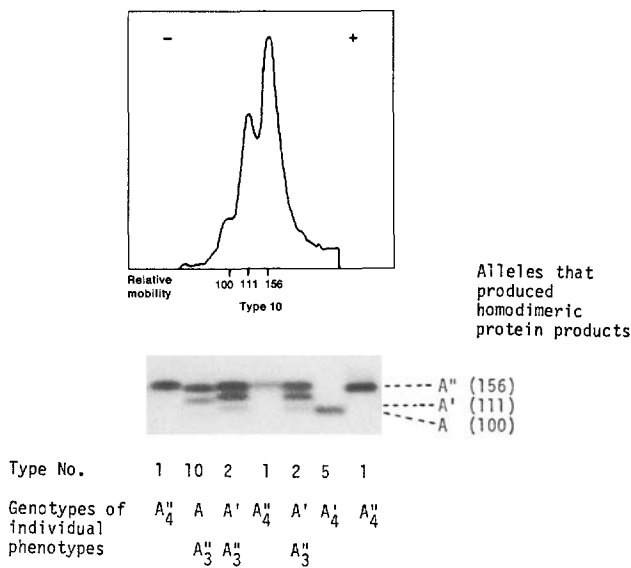 − +
Relative mobility 100 111 156
Type 10
Alleles that
produced
homodimeric
protein products
A" (156)
A' (111)
A (100)
Type No. 1 10 2 1 2 5 1
Genotypes of individual phenotypes
A"4 A A' A"4 A' A'4 A"4
A"3 A"3 A"3